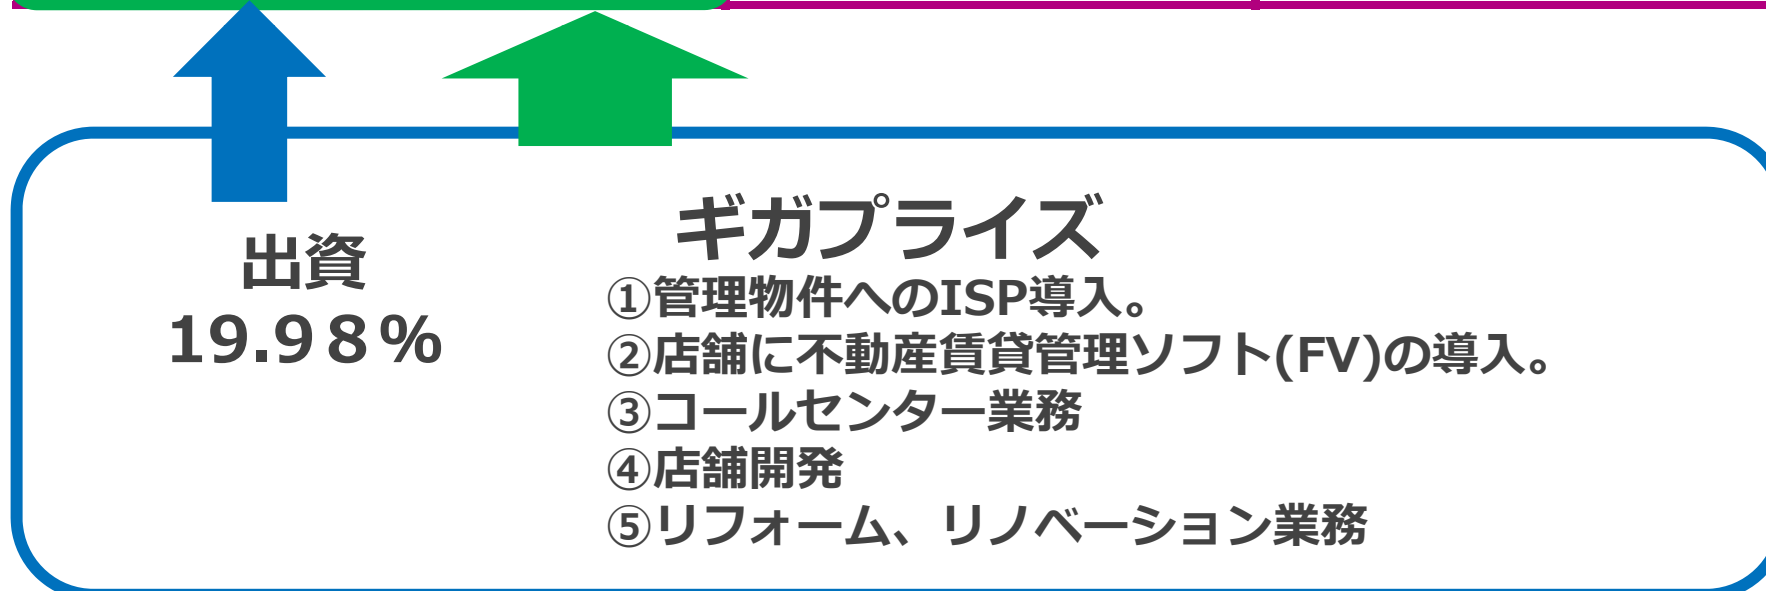 出資
19.9８％
ギガプライズ
①管理物件へのISP導入。
②店舗に不動産賃貸管理ソフト(FV)の導入。
③コールセンター業務
④店舗開発
⑤リフォーム、リノベーション業務